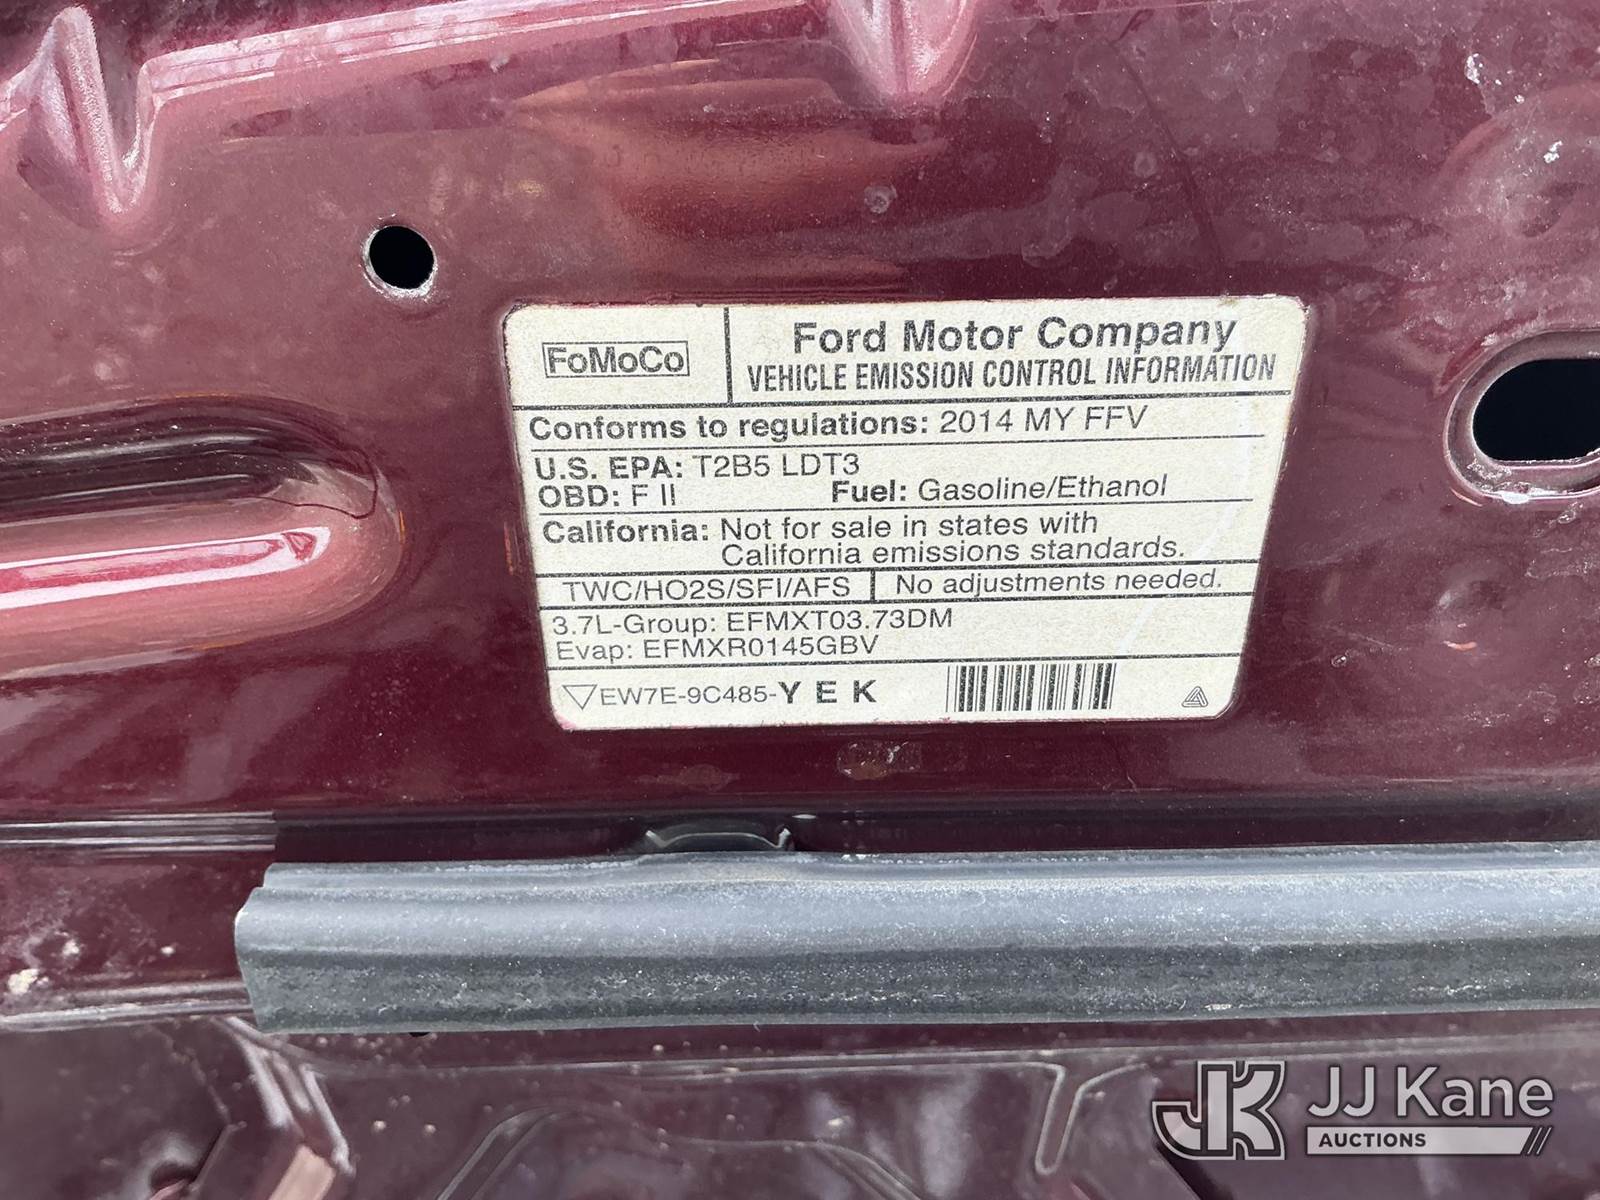 FoMoCo
Ford Motor Company
VEHICLE EMISSION CONTROL INFORMATION
Conforms to regulations: 2014 MY FFV
U.S. EPA: T2B5 LDT3
OBD: F II Fuel: Gasoline/Ethanol
California: Not for sale in states with
California emissions standards.
TWC/HO2S/SFI/AFS No adjustments needed.
3.7L-Group: EFMXT03.73DM
Evap: EFMXR0145GBV
EW7E-9C485-Y E K
JK JJ Kane
AUCTIONS